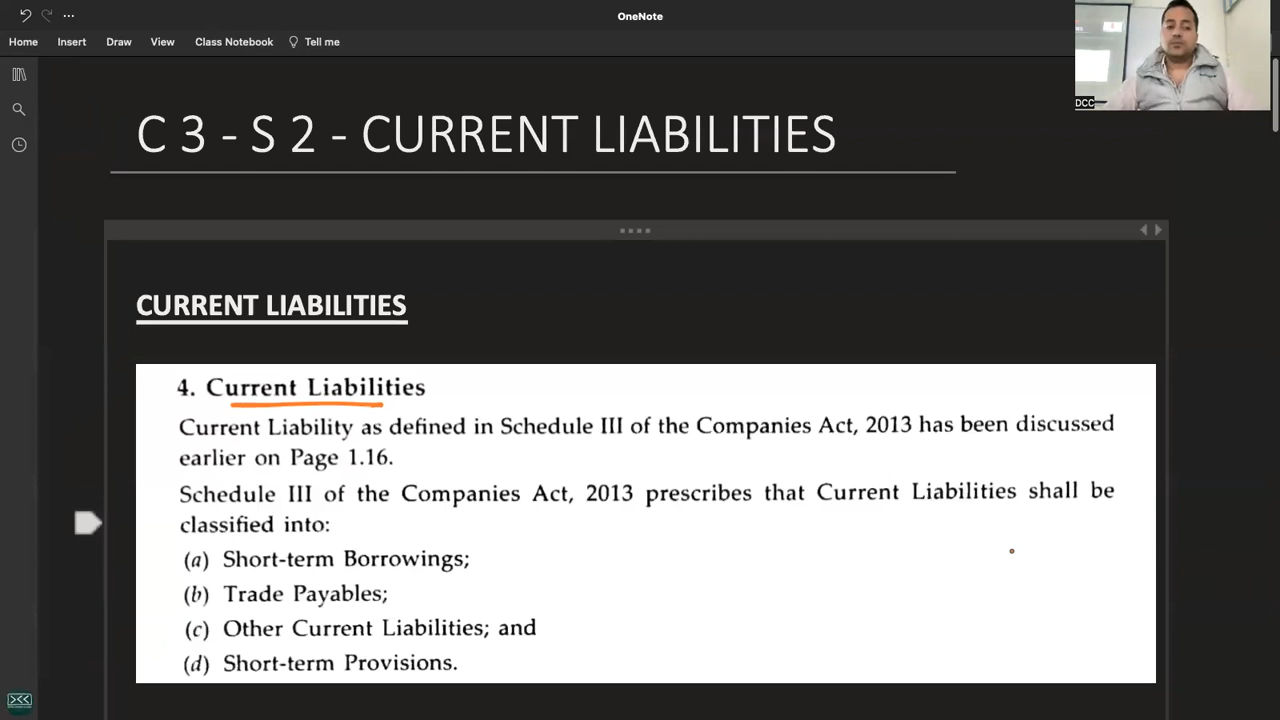 OneNote
Home Insert Draw View Class Notebook Tell me
DCC
C 3 - S 2 - CURRENT LIABILITIES
CURRENT LIABILITIES
4. Current Liabilities
Current Liability as defined in Schedule III of the Companies Act, 2013 has been discussed
earlier on Page 1.16.
Schedule III of the Companies Act, 2013 prescribes that Current Liabilities shall be
classified into:
(a) Short-term Borrowings;
(b) Trade Payables;
(c) Other Current Liabilities; and
(d) Short-term Provisions.